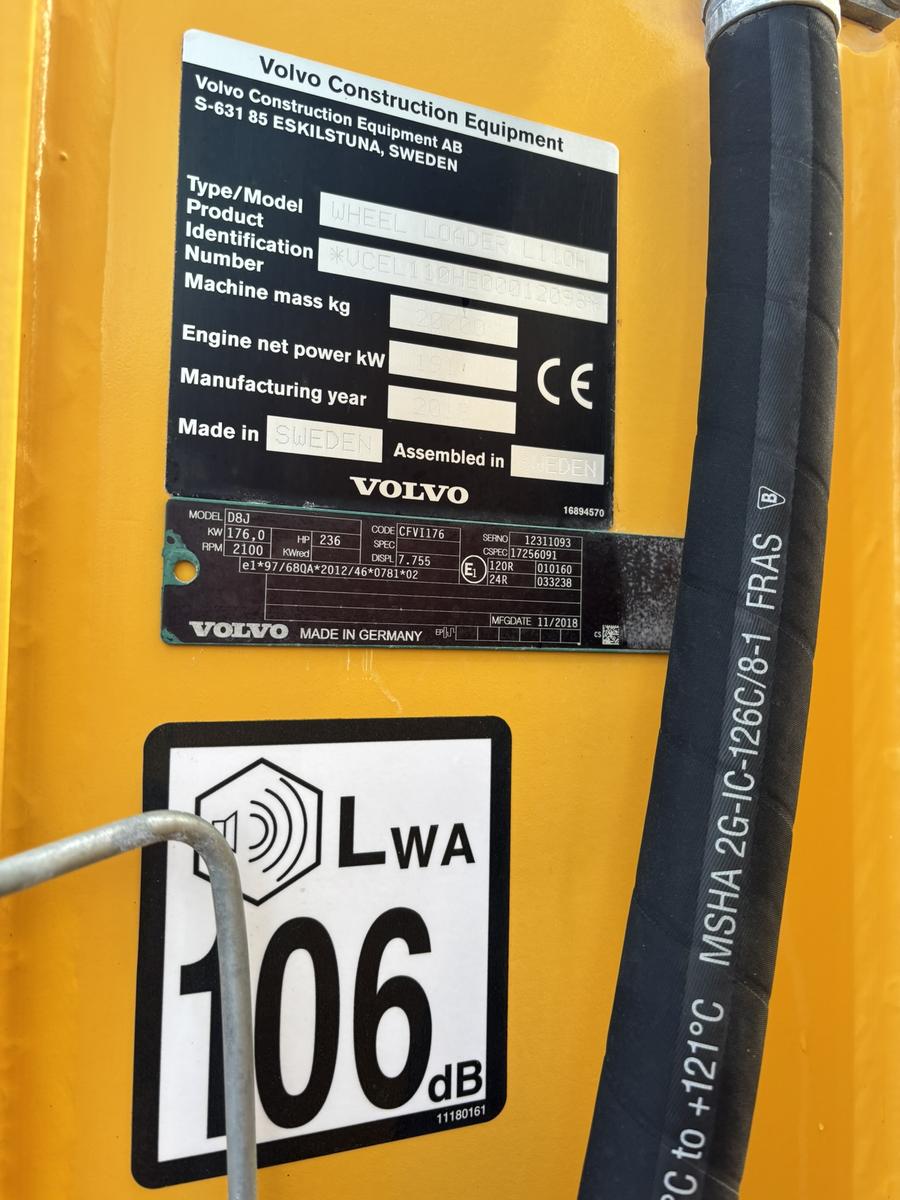 Volvo Construction Equipment
Volvo Construction Equipment AB
S-631 85 ESKILSTUNA, SWEDEN
Type/Model WHEEL LOADER L110H
Product
Identification
Number
Machine mass kg
Engine net power kW
Manufacturing year
Made in SWEDEN Assembled in SWEDEN
CE
VOLVO
16894570
MODEL D8J
KW 176,0 HP 236
RPM 2100 KWred
CODE CFVI176
SPEC
DISPL 7.755
SERNO 12311093
CSPEC 17256091
E1 120R 010160
24R 033238
e1*97/68QA*2012/46*0781*02
MFGDATE 11/2018
VOLVO MADE IN GERMANY
CS
LWA
106
dB
11180161
°C to +121°C MSHA 2G-IC-126C/8-1 FRAS B